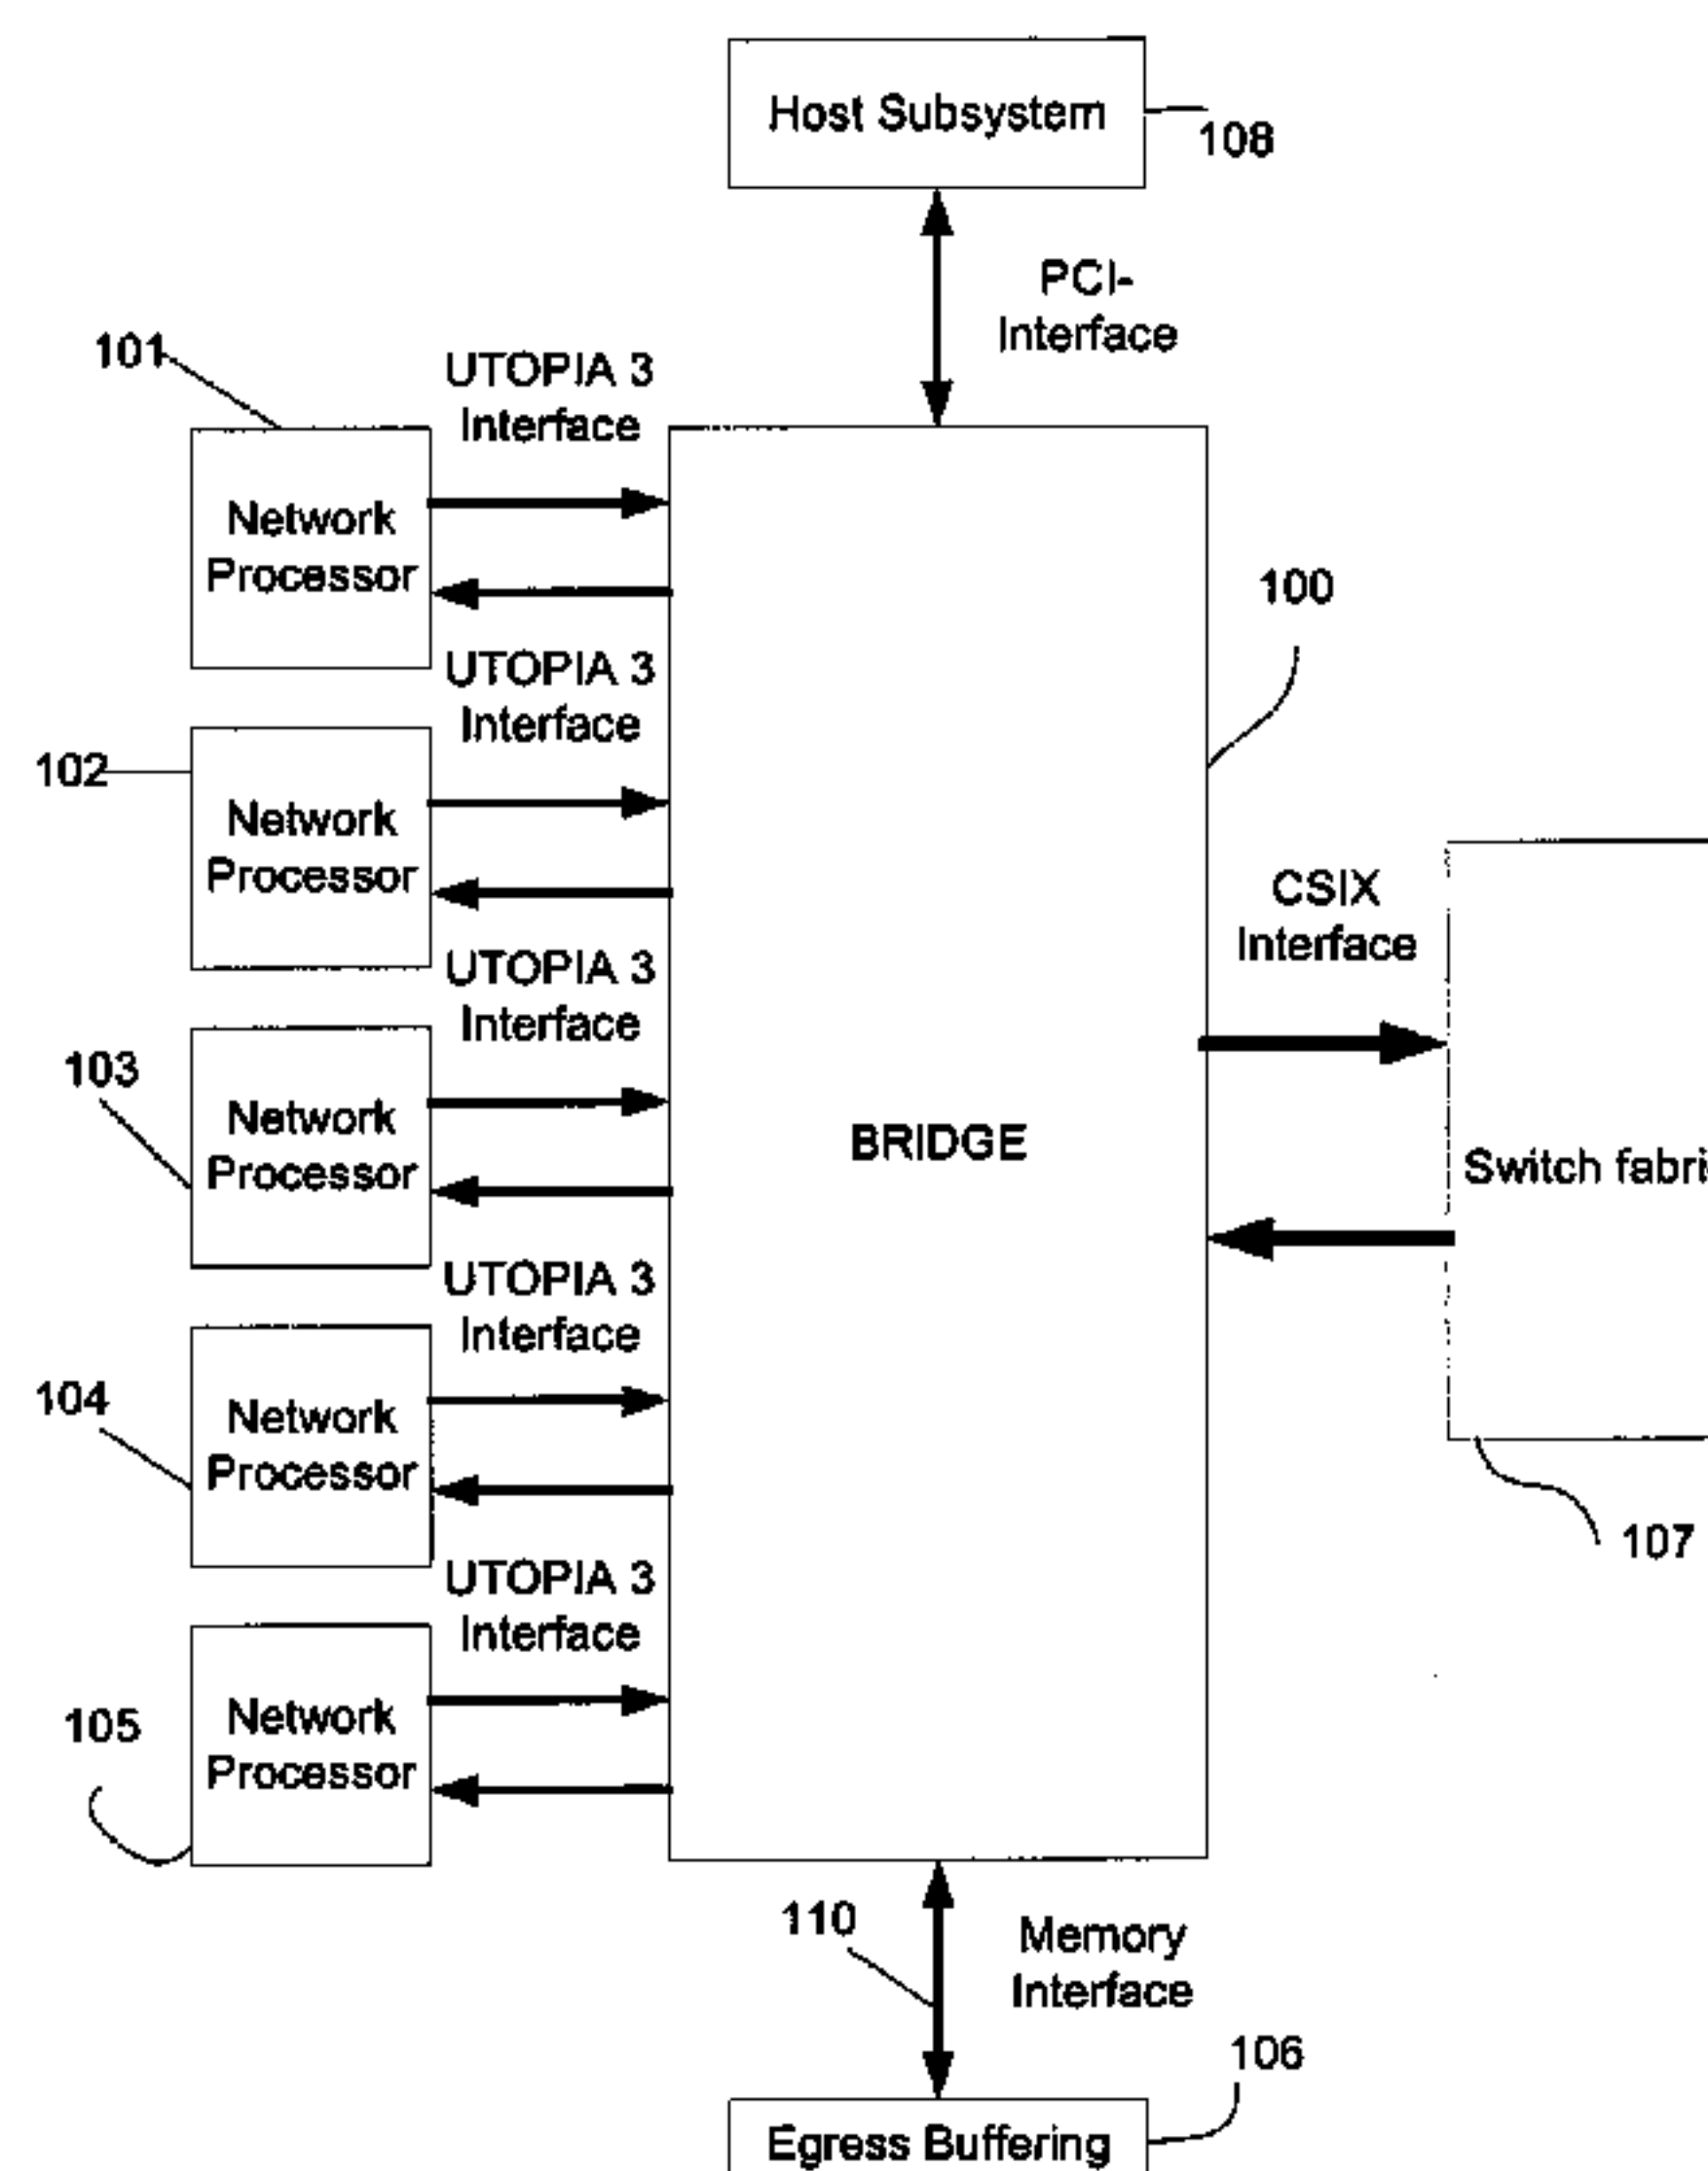 Host Subsystem
108
PCI-
Interface
101
UTOPIA 3
Interface
Network
Processor
100
UTOPIA 3
Interface
102
Network
Processor
CSIX
Interface
UTOPIA 3
Interface
103
Network
Processor
BRIDGE
Switch fabri
UTOPIA 3
Interface
104
Network
Processor
107
UTOPIA 3
Interface
105
Network
Processor
110
Memory
Interface
106
Egress Buffering